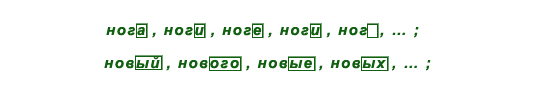 нога, ноги, ноге, ноги, ног , ... ;
новый, нового, новые, новых, ... ;